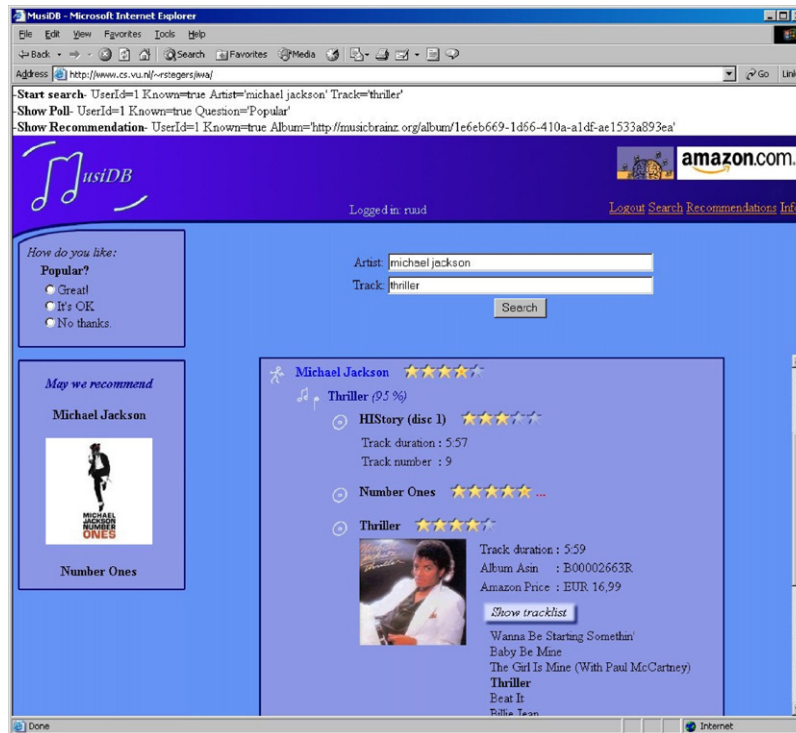 MusiDB - Microsoft Internet Explorer
File Edit View Favorites Tools Help
Back Search Favorites Media
Address http://www.cs.vu.nl/~rstegers/iwa/ Go Link
-Start search- UserId=1 Known=true Artist='michael jackson' Track='thriller'
-Show Poll- UserId=1 Known=true Question='Popular'
-Show Recommendation- UserId=1 Known=true Album='http://musicbrainz.org/album/1e6eb669-1d66-410a-a1df-ae1533a893ea'
MusiDB
amazon.com.
Logged in: ruud
Logout Search Recommendations Inf
How do you like:
Popular?
Great!
It's OK
No thanks.
Artist: michael jackson
Track: thriller
Search
May we recommend
Michael Jackson
MICHAEL
JACKSON
NUMBER
ONES
Number Ones
Michael Jackson
Thriller (95 %)
HIStory (disc 1)
Track duration : 5:57
Track number : 9
Number Ones ...
Thriller
Track duration : 5:59
Album Asin : B00002663R
Amazon Price : EUR 16,99
Show tracklist
Wanna Be Starting Somethin'
Baby Be Mine
The Girl Is Mine (With Paul McCartney)
Thriller
Beat It
Billie Jean
Done
Internet